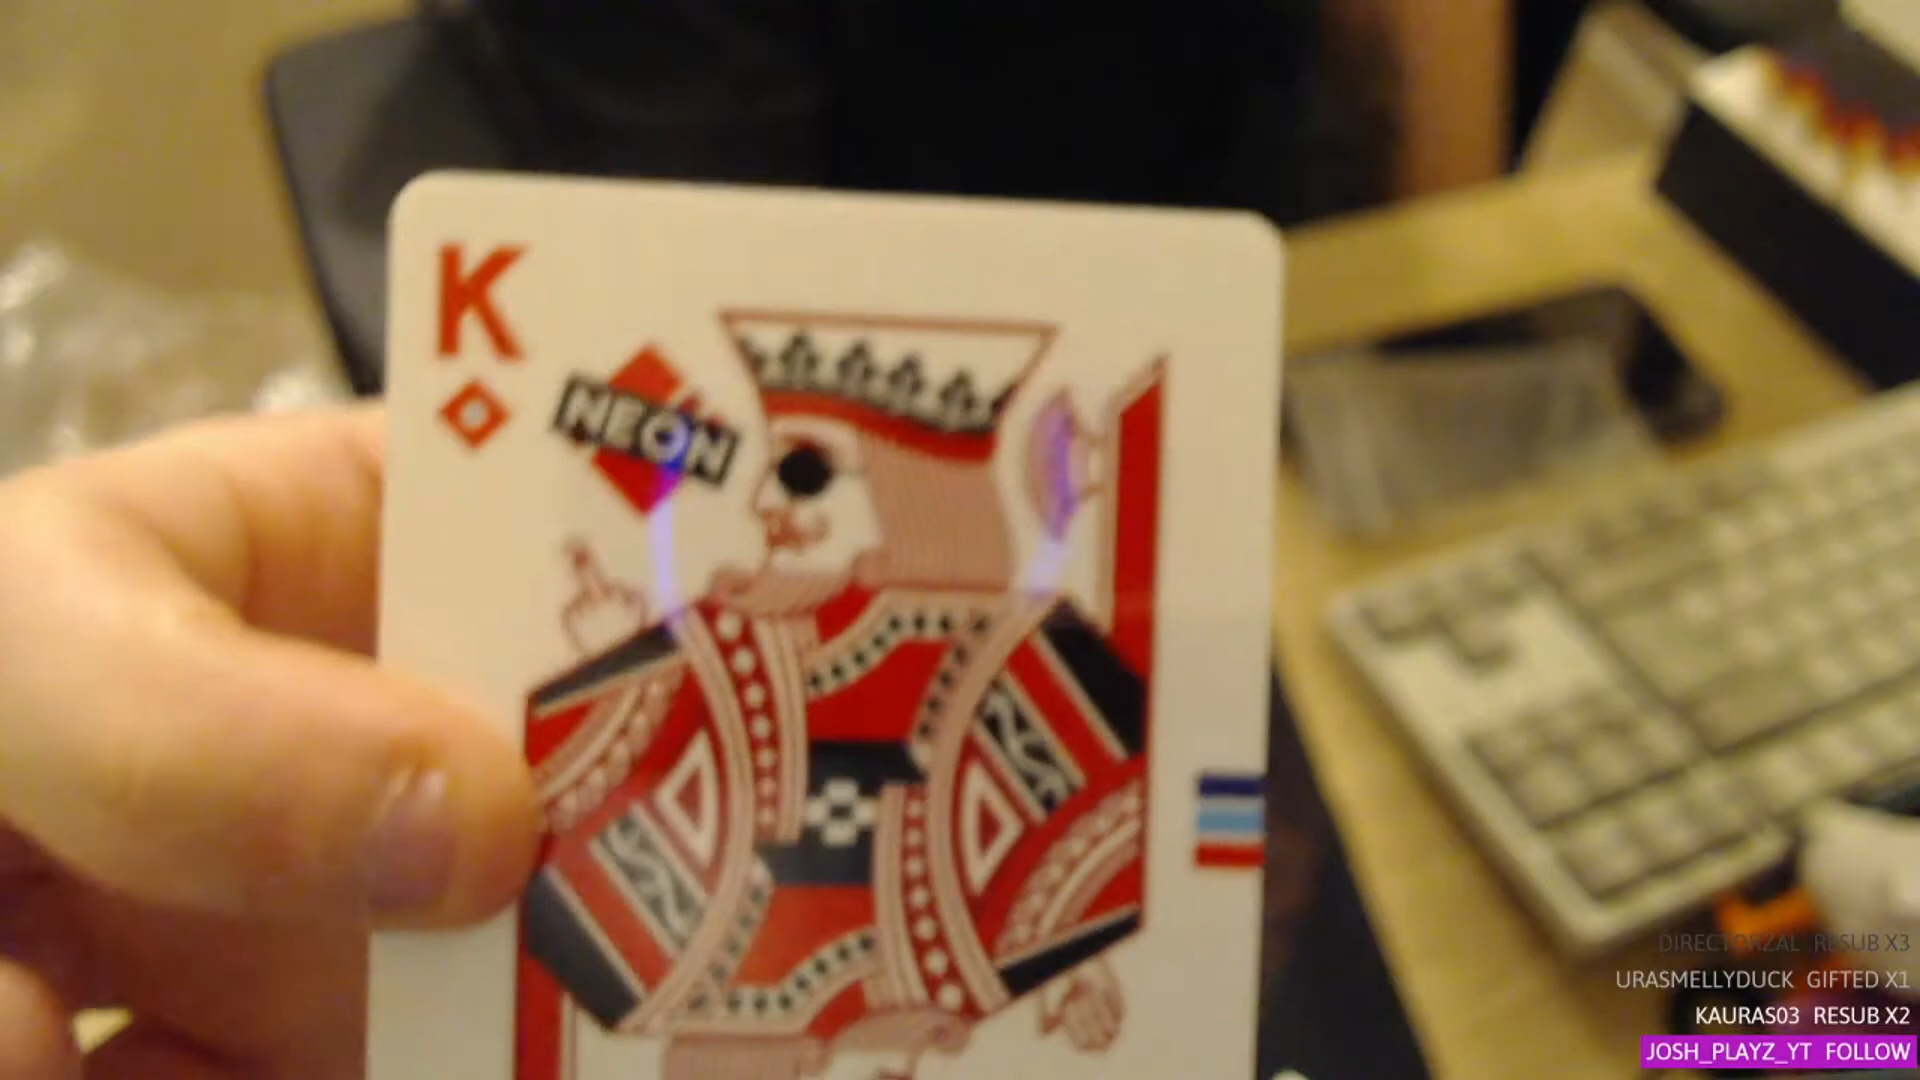 K
NEON
DIRECTORZAL RESUB X3
URASMELLYDUCK GIFTED X1
KAURAS03 RESUB X2
JOSH_PLAYZ_YT FOLLOW